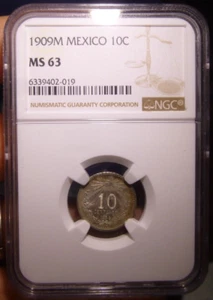 1909M MEXICO 10C
MS 63
6339402-019
NUMISMATIC GUARANTY CORPORATION
NGC
10